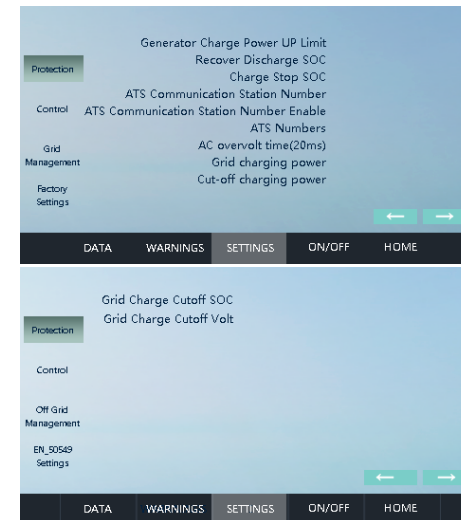 Generator Charge Power UP Limit
Recover Discharge SOC
Protection
Charge Stop SOC
ATS Communication Station Number
Control
ATS Communication Station Number Enable
ATS Numbers
AC overvolt time(20ms)
Grid
Management
Grid charging power
Cut-off charging power
Factory
Settings
← →
DATA WARNINGS SETTINGS ON/OFF HOME
Grid Charge Cutoff SOC
Grid Charge Cutoff Volt
Protection
Control
Off Grid
Management
EN_50549
Settings
← →
DATA WARNINGS SETTINGS ON/OFF HOME